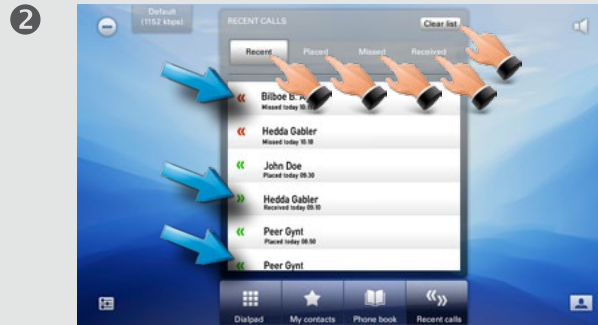 2
Default
(1152 kbps)
RECENT CALLS
Clear list
Recent Placed Missed Received
Bilboe B.
Missed today 10:
Hedda Gabler
Missed today 10:10
John Doe
Placed today 09:30
Hedda Gabler
Received today 09:10
Peer Gynt
Placed today 09:50
Peer Gynt
Dialpad My contacts Phone book Recent calls